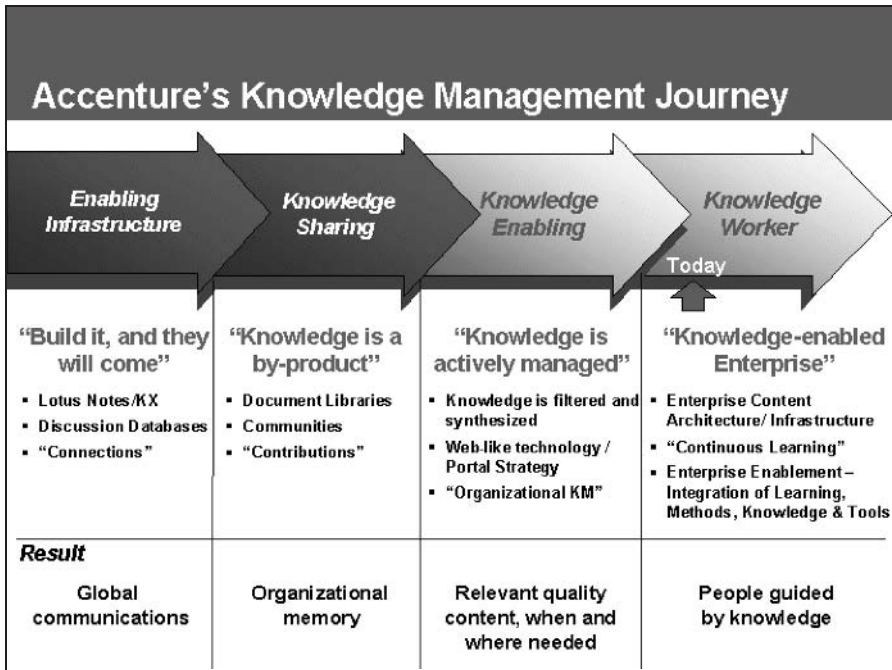 Accenture's Knowledge Management Journey
Enabling
Infrastructure
Knowledge
Sharing
Knowledge
Enabling
Knowledge
Worker
Today
“Build it, and they
will come”
▪ Lotus Notes/KX
▪ Discussion Databases
▪ “Connections”
“Knowledge is a
by-product”
▪ Document Libraries
▪ Communities
▪ “Contributions”
“Knowledge is
actively managed”
▪ Knowledge is filtered and
synthesized
▪ Web-like technology /
Portal Strategy
▪ “Organizational KM”
“Knowledge-enabled
Enterprise”
▪ Enterprise Content
Architecture/ Infrastructure
▪ “Continuous Learning”
▪ Enterprise Enablement –
Integration of Learning,
Methods, Knowledge & Tools
Result
Global
communications
Organizational
memory
Relevant quality
content, when and
where needed
People guided
by knowledge